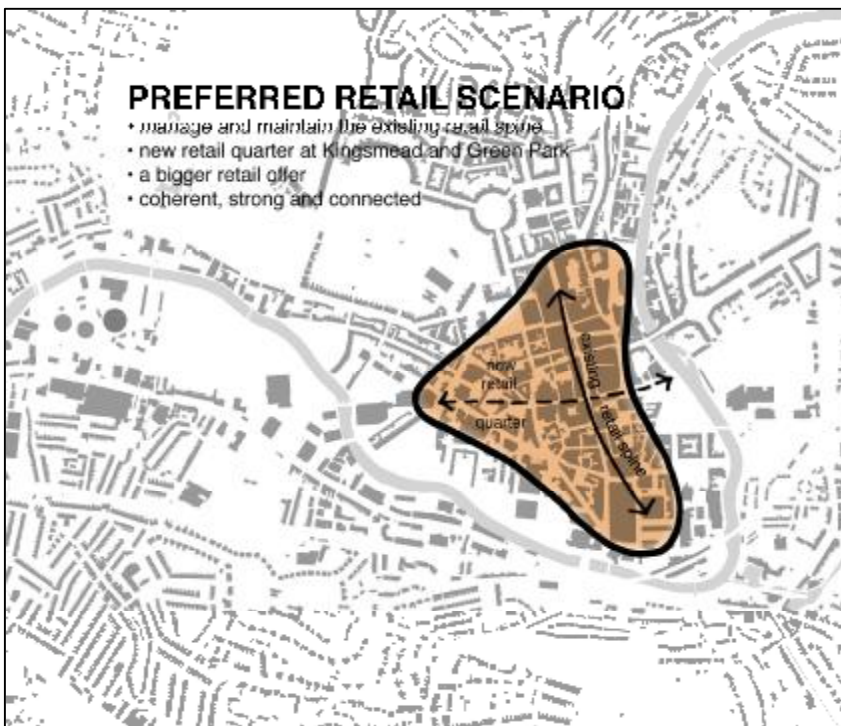 PREFERRED RETAIL SCENARIO
• manage and maintain the existing retail spine
• new retail quarter at Kingsmead and Green Park
• a bigger retail offer
• coherent, strong and connected
new
retail
quarter
existing retail spine